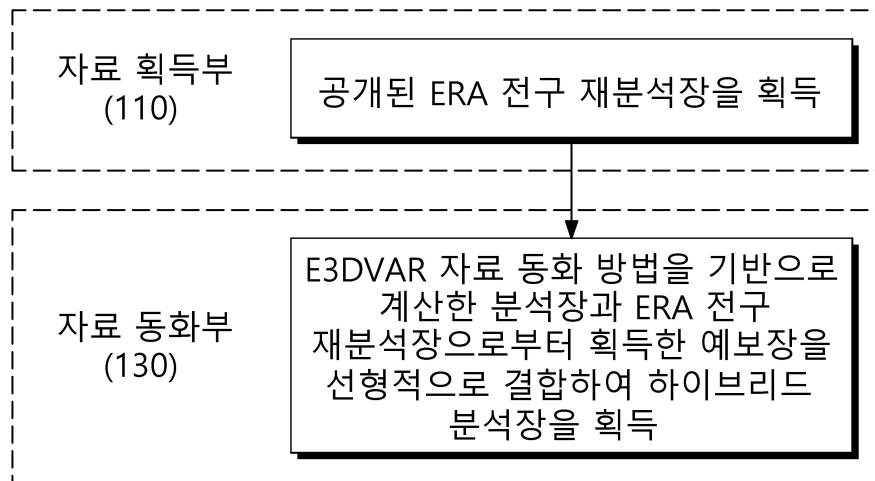 자료 획득부
(110)
공개된 ERA 전구 재분석장을 획득
자료 동화부
(130)
E3DVAR 자료 동화 방법을 기반으로
계산한 분석장과 ERA 전구
재분석장으로부터 획득한 예보장을
선형적으로 결합하여 하이브리드
분석장을 획득